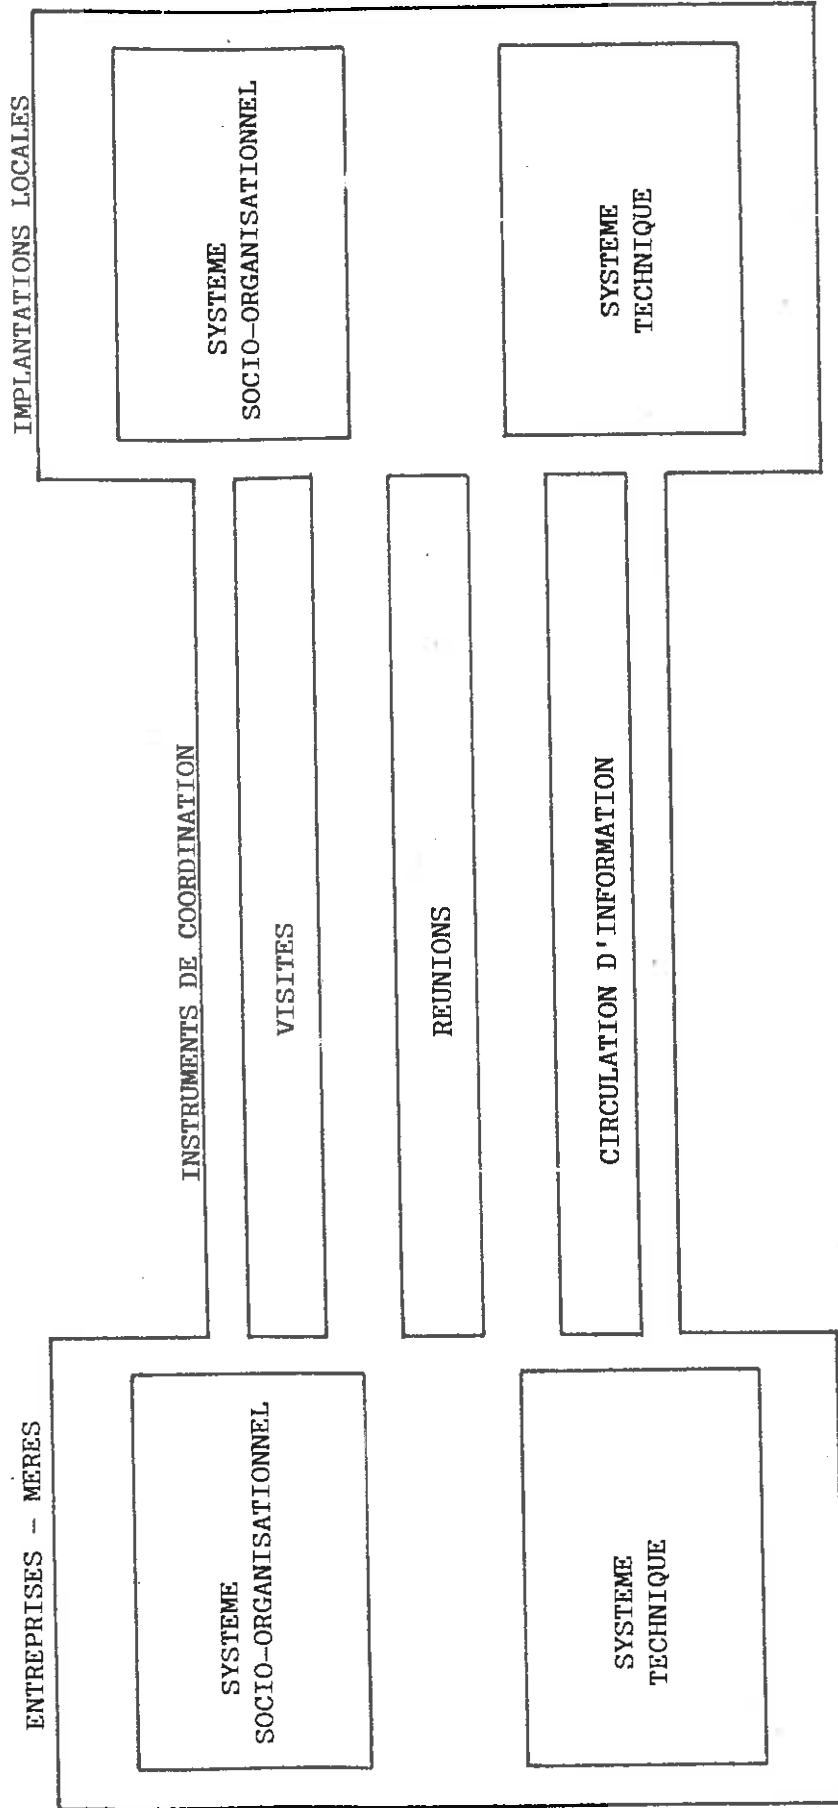 ENTREPRISES - MERES
SYSTEME
SOCIO-ORGANISATIONNEL
SYSTEME
TECHNIQUE
INSTRUMENTS DE COORDINATION
VISITES
REUNIONS
CIRCULATION D'INFORMATION
IMPLANTATIONS LOCALES
SYSTEME
SOCIO-ORGANISATIONNEL
SYSTEME
TECHNIQUE